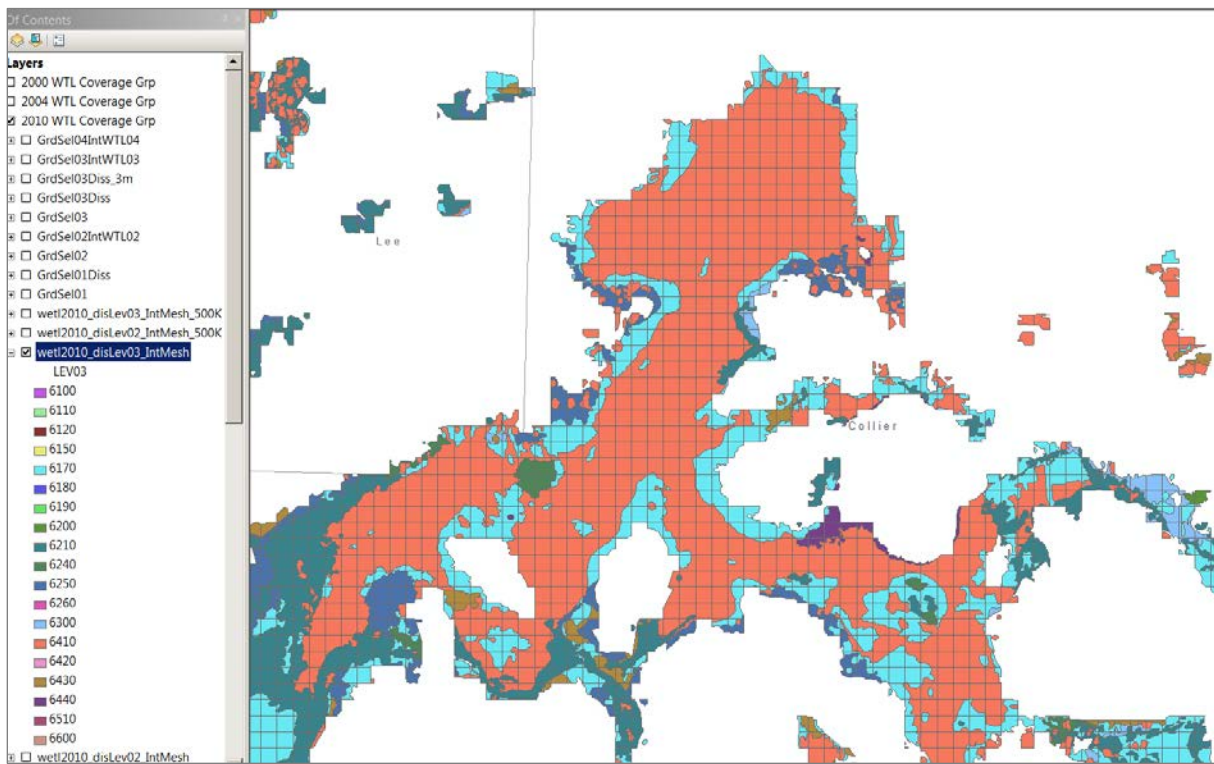 Of Contents
Layers
2000 WTL Coverage Grp
2004 WTL Coverage Grp
2010 WTL Coverage Grp
GrdSel04IntWTL04
GrdSel03IntWTL03
GrdSel03Diss_3m
GrdSel03Diss
GrdSel03
GrdSel02IntWTL02
GrdSel02
GrdSel01Diss
GrdSel01
wetl2010_disLev03_IntMesh_500K
wetl2010_disLev02_IntMesh_500K
wetl2010_disLev03_IntMesh
LEV03
6100
6110
6120
6150
6170
6180
6190
6200
6210
6240
6250
6260
6300
6410
6420
6430
6440
6510
6600
wetl2010_disLev02_IntMesh
Lee
Collier